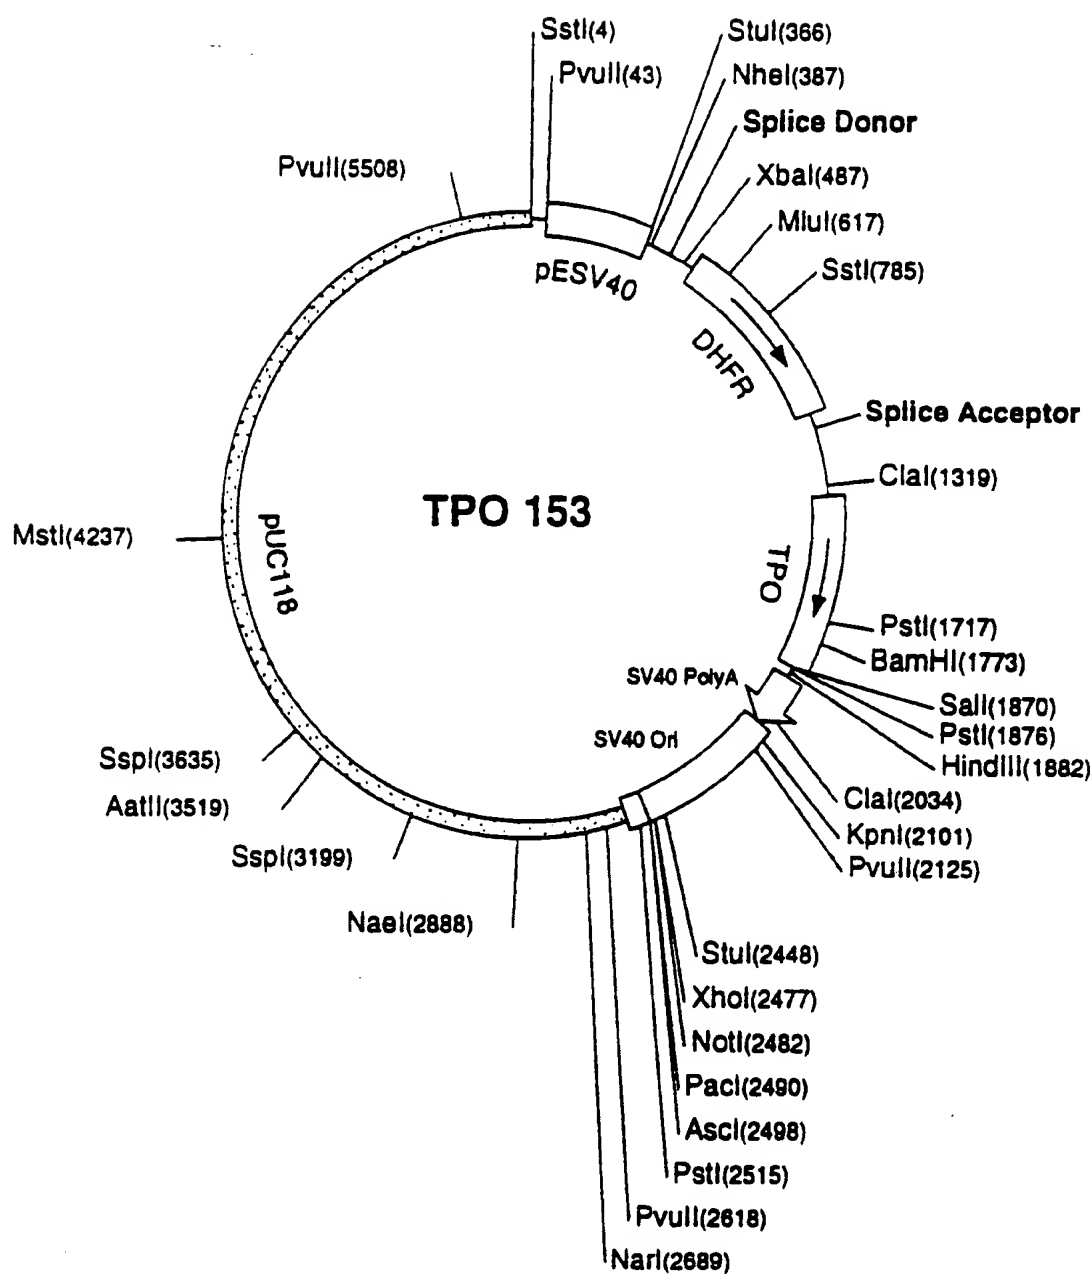 SstI(4)
StuI(366)
PvuII(43)
NheI(387)
Splice Donor
PvuII(5508)
XbaI(487)
MluI(617)
SstI(785)
pESV40
DHFR
Splice Acceptor
ClaI(1319)
TPO 153
MstI(4237)
pUC118
TPO
PstI(1717)
BamHI(1773)
SV40 PolyA
SalI(1870)
PstI(1876)
SV40 Ori
HindIII(1882)
SspI(3635)
ClaI(2034)
AatII(3519)
KpnI(2101)
SspI(3199)
PvuII(2125)
NaeI(2888)
StuI(2448)
XhoI(2477)
NotI(2482)
PacI(2490)
AscI(2498)
PstI(2515)
PvuII(2618)
NarI(2689)